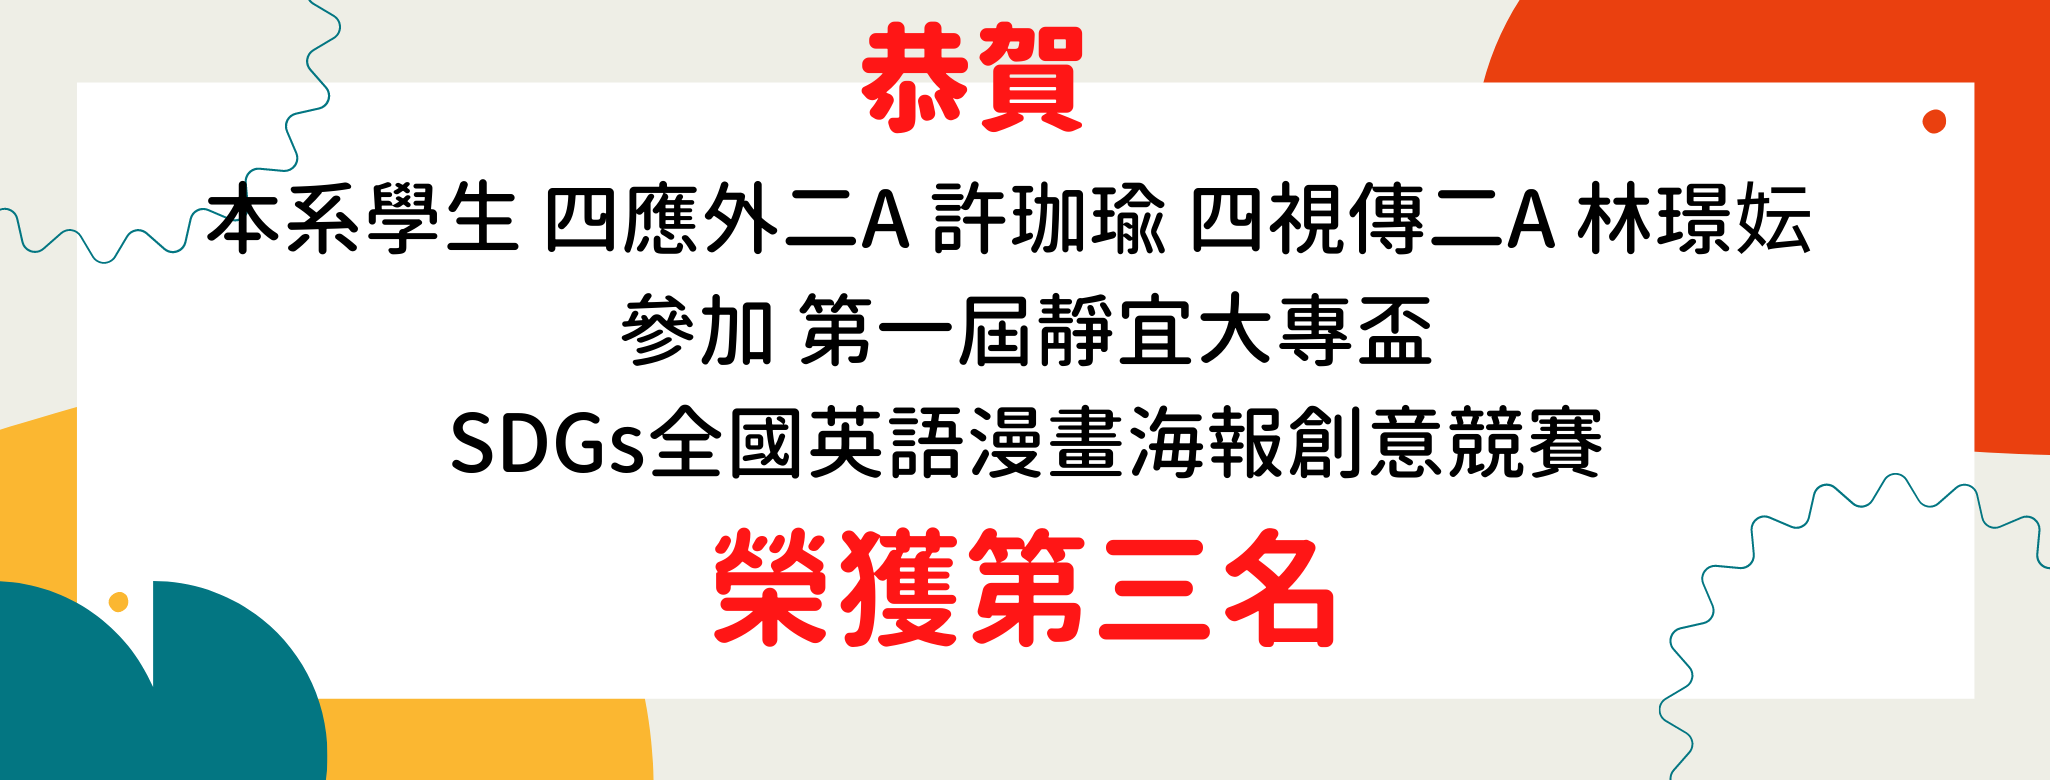 恭賀
本系學生 四應外二A 許珈瑜 四視傳二A 林璟妘
參加 第一屆靜宜大專盃
SDGs全國英語漫畫海報創意競賽
榮獲第三名